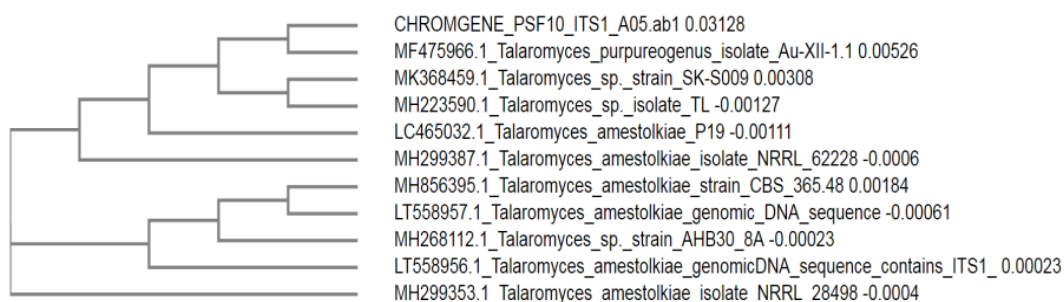 CHROMGENE_PSF10_ITS1_A05.ab1 0.03128
MF475966.1_Talaromyces_purpureogenus_isolate_Au-XII-1.1 0.00526
MK368459.1_Talaromyces_sp._strain_SK-S009 0.00308
MH223590.1_Talaromyces_sp._isolate_TL -0.00127
LC465032.1_Talaromyces_amestolkiae_P19 -0.00111
MH299387.1_Talaromyces_amestolkiae_isolate_NRRL_62228 -0.0006
MH856395.1_Talaromyces_amestolkiae_strain_CBS_365.48 0.00184
LT558957.1_Talaromyces_amestolkiae_genomic_DNA_sequence -0.00061
MH268112.1_Talaromyces_sp._strain_AHB30_8A -0.00023
LT558956.1_Talaromyces_amestolkiae_genomicDNA_sequence_contains_ITS1_ 0.00023
MH299353.1_Talaromyces_amestolkiae_isolate_NRRL_28498 -0.0004